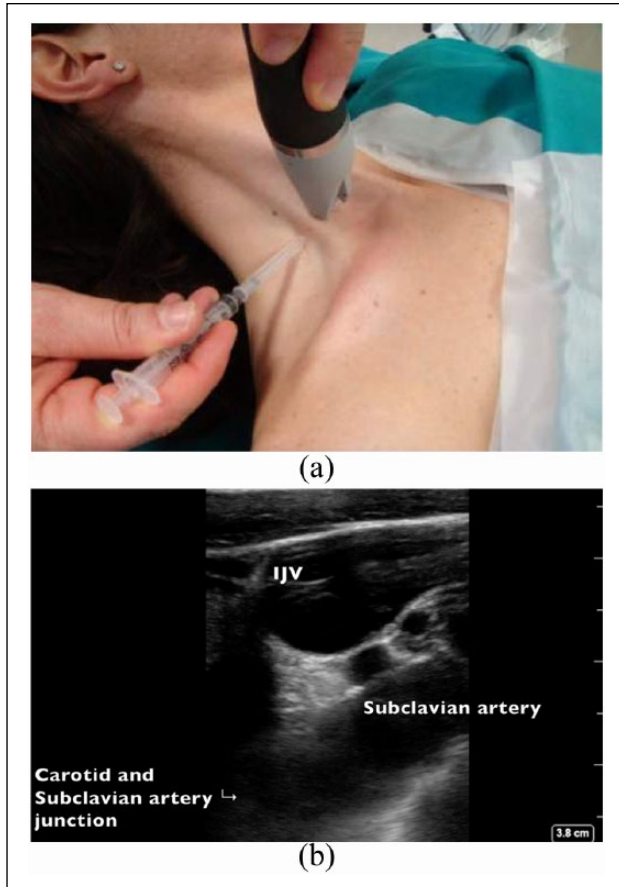 (a)
IJV
Subclavian artery
Carotid and
Subclavian artery
junction
3.8 cm
(b)